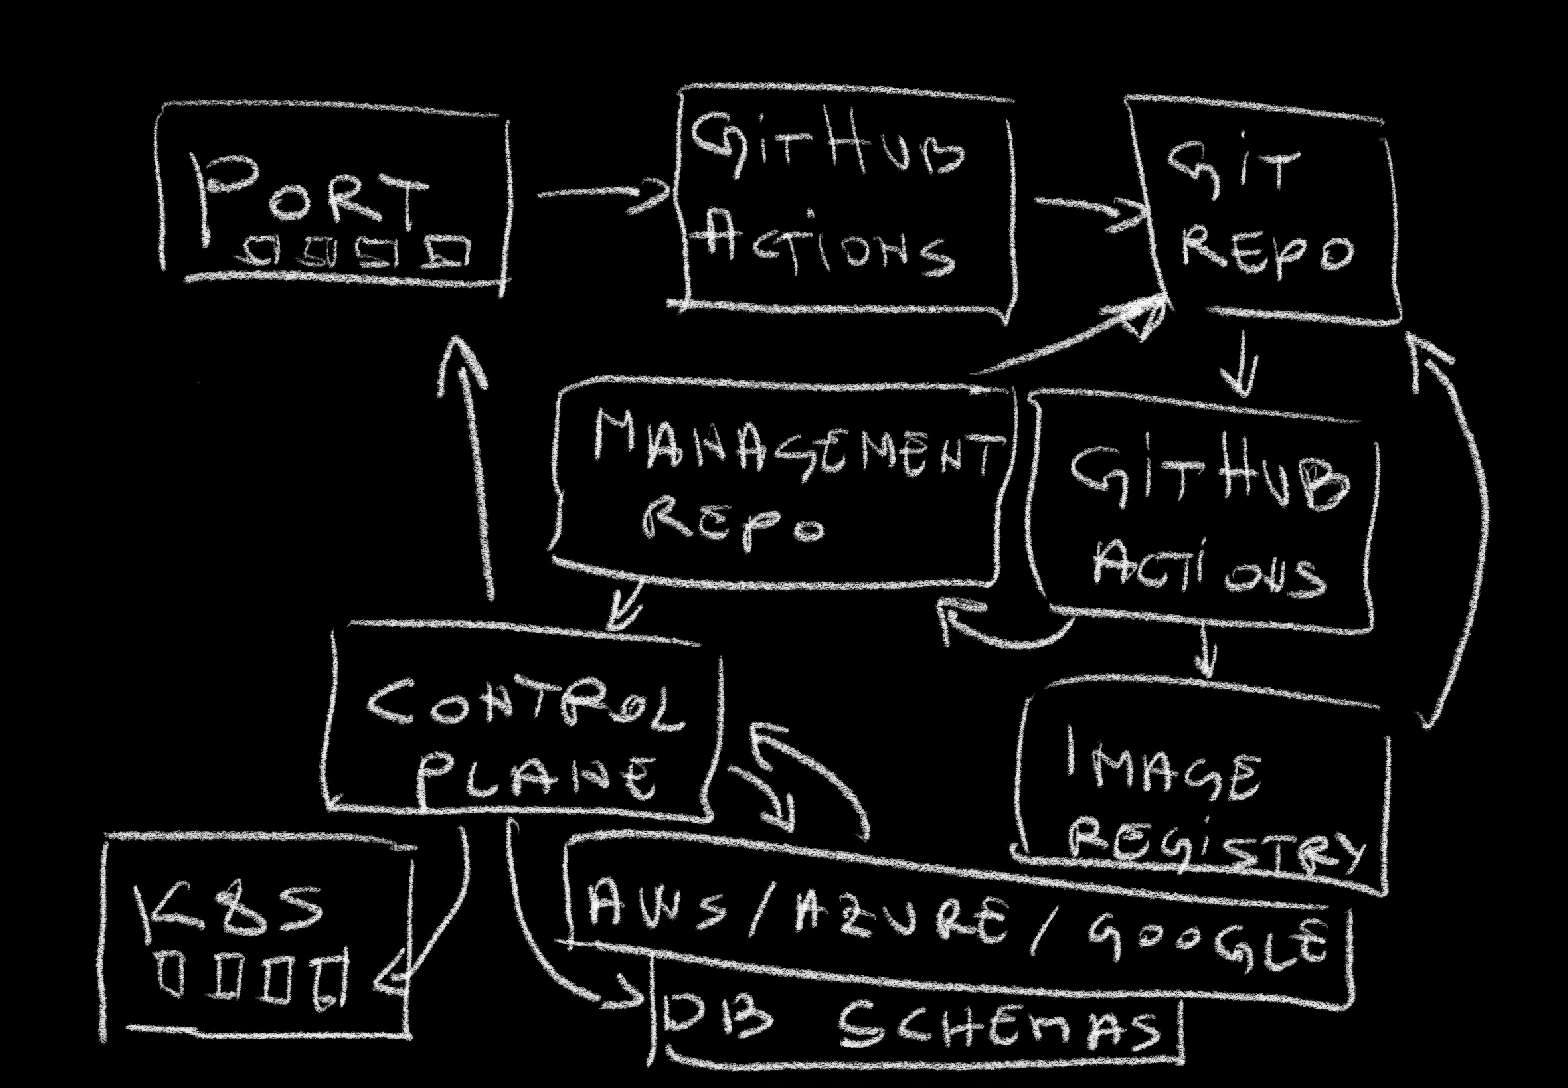 PORT
GITHUB
ACTIONS
GIT
REPO
MANAGEMENT
REPO
GITHUB
ACTIONS
CONTROL
PLANE
IMAGE
REGISTRY
K8S
AWS / AZURE / GOOGLE
DB SCHEMAS